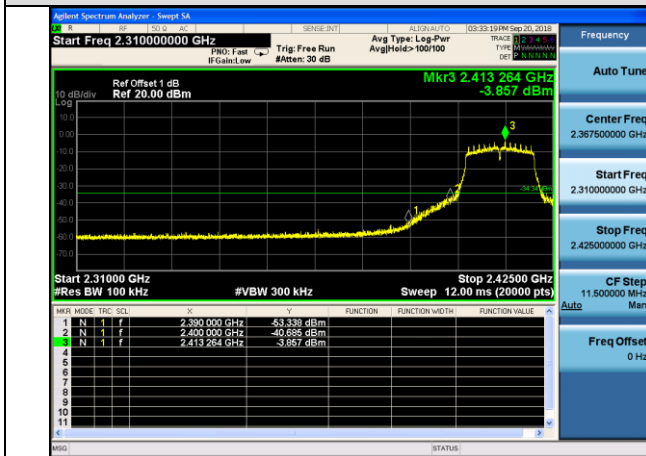 Agilent Spectrum Analyzer - Swept SA
R RF 50 Ω AC SENSE:INT ALIGN AUTO 03:33:19 PM Sep 20, 2018
Start Freq 2.310000000 GHz
PNO: Fast
IFGain:Low
Trig: Free Run
#Atten: 30 dB
Avg Type: Log-Pwr
Avg|Hold:>100/100
TRACE 1 2 3 4 5
TYPE M
DET P N N N N N
Frequency
Auto Tune
Center Freq
2.367500000 GHz
Start Freq
2.310000000 GHz
Stop Freq
2.425000000 GHz
CF Step
11.500000 MHz
Auto Man
Freq Offset
0 Hz
Ref Offset 1 dB
10 dB/div Ref 20.00 dBm
Log
Mkr3 2.413 264 GHz
-3.857 dBm
10.0
0.00
-10.0
-20.0
-30.0
-40.0
-50.0
-60.0
-70.0
1
2
3
Start 2.31000 GHz Stop 2.42500 GHz
#Res BW 100 kHz #VBW 300 kHz Sweep 12.00 ms (20000 pts)
MKR MODE TRC SCL X Y FUNCTION FUNCTION WIDTH FUNCTION VALUE
1 N 1 f 2.390 000 GHz -53.338 dBm
2 N 1 f 2.400 000 GHz -40.685 dBm
3 N 1 f 2.413 264 GHz -3.857 dBm
4
5
6
7
8
9
10
11
MSG STATUS